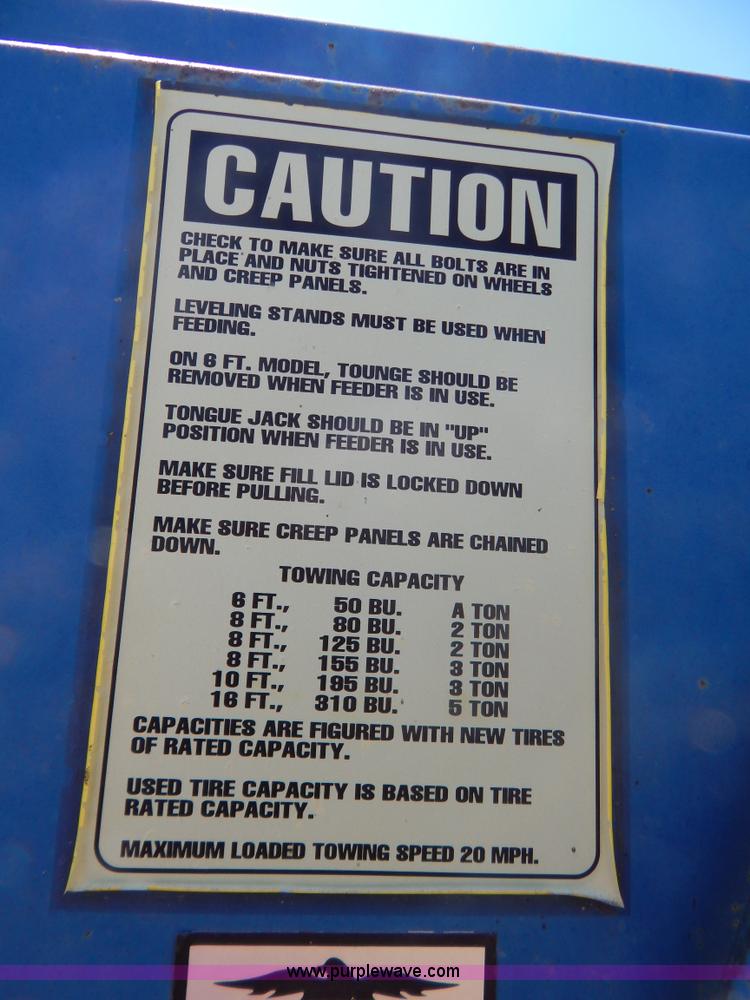 CAUTION
CHECK TO MAKE SURE ALL BOLTS ARE IN
PLACE AND NUTS TIGHTENED ON WHEELS
AND CREEP PANELS.
LEVELING STANDS MUST BE USED WHEN
FEEDING.
ON 6 FT. MODEL, TOUNGE SHOULD BE
REMOVED WHEN FEEDER IS IN USE.
TONGUE JACK SHOULD BE IN "UP"
POSITION WHEN FEEDER IS IN USE.
MAKE SURE FILL LID IS LOCKED DOWN
BEFORE PULLING.
MAKE SURE CREEP PANELS ARE CHAINED
DOWN.
TOWING CAPACITY
6 FT., 50 BU. A TON
8 FT., 80 BU. 2 TON
8 FT., 125 BU. 2 TON
8 FT., 155 BU. 3 TON
10 FT., 195 BU. 3 TON
16 FT., 310 BU. 5 TON
CAPACITIES ARE FIGURED WITH NEW TIRES
OF RATED CAPACITY.
USED TIRE CAPACITY IS BASED ON TIRE
RATED CAPACITY.
MAXIMUM LOADED TOWING SPEED 20 MPH.
www.purplewave.com